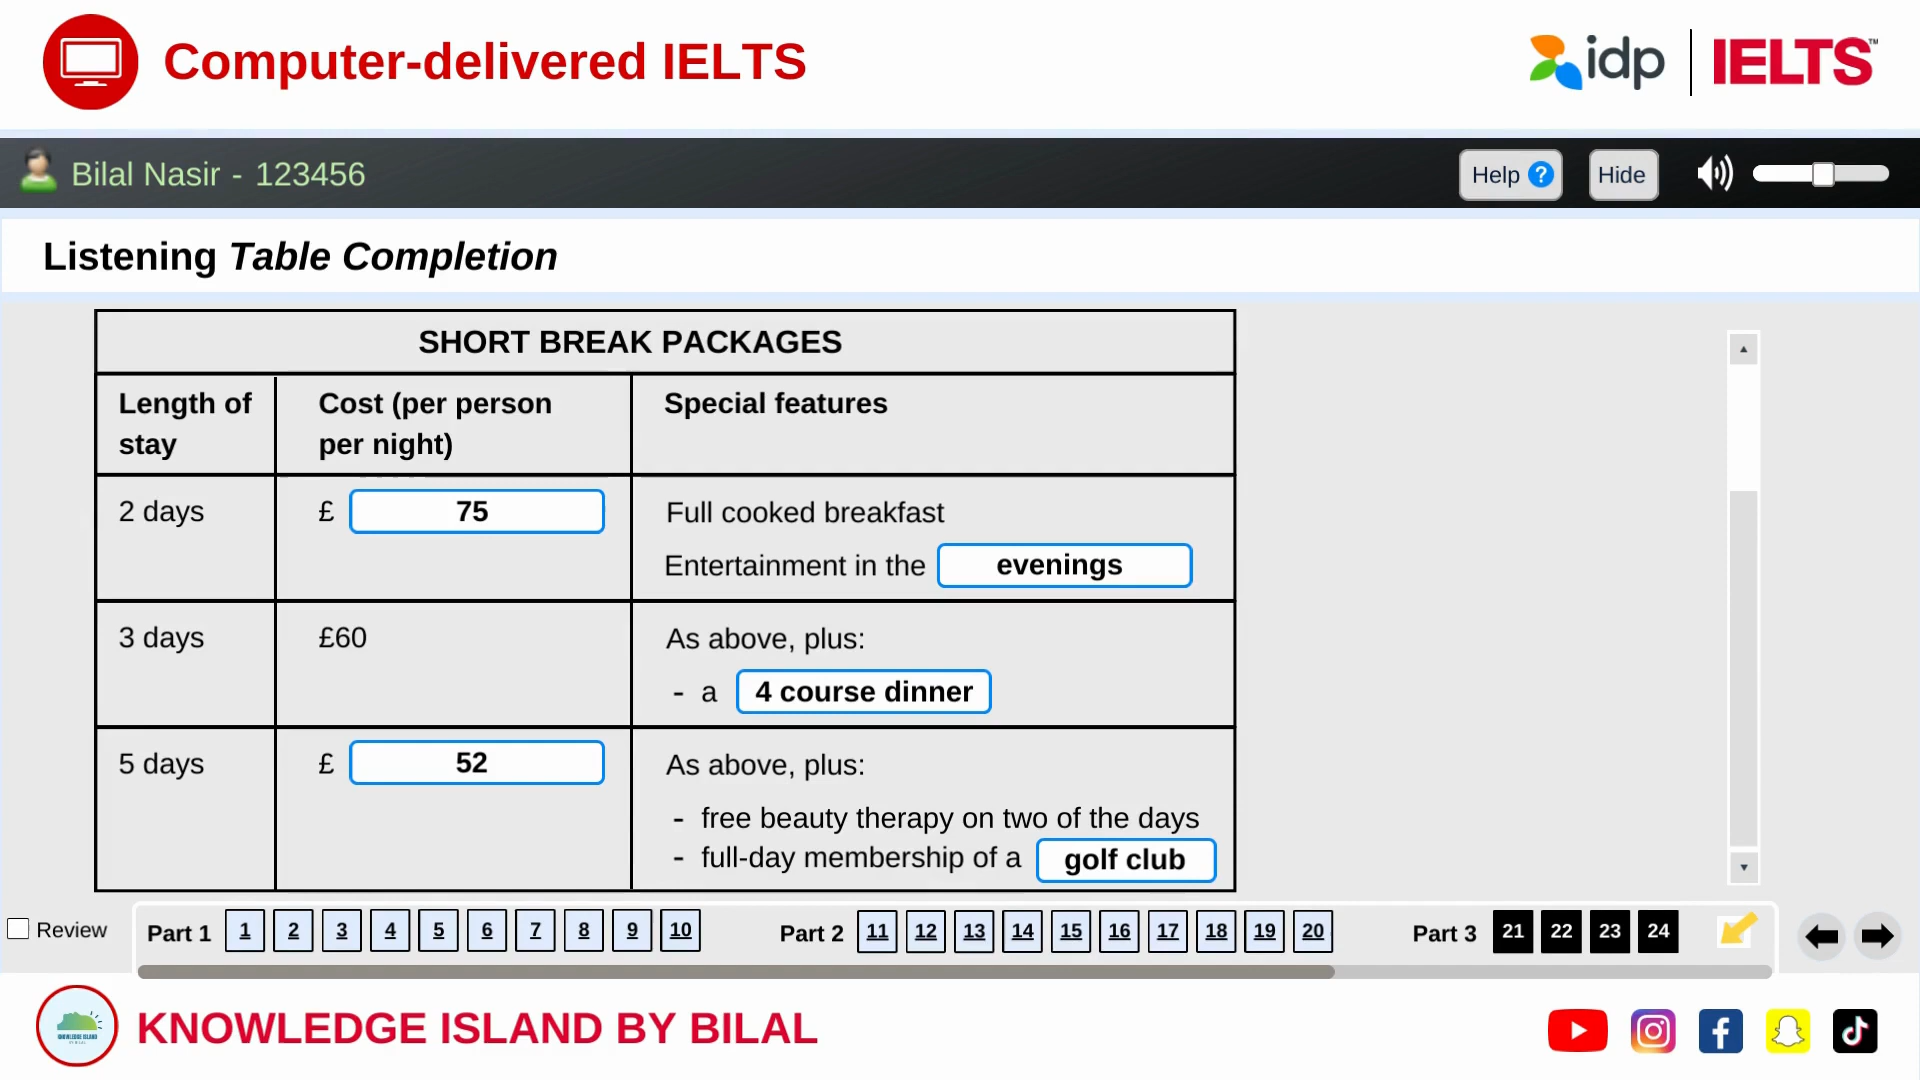 Computer-delivered IELTS
idp
IELTS™
Bilal Nasir - 123456
Help ?
Hide
Listening Table Completion
SHORT BREAK PACKAGES
Length of stay
Cost (per person per night)
Special features
2 days
£ 75
Full cooked breakfast
Entertainment in the evenings
3 days
£60
As above, plus:
- a 4 course dinner
5 days
£ 52
As above, plus:
- free beauty therapy on two of the days
- full-day membership of a golf club
Review
Part 1 1 2 3 4 5 6 7 8 9 10
Part 2 11 12 13 14 15 16 17 18 19 20
Part 3 21 22 23 24
KNOWLEDGE ISLAND
BY BILAL
KNOWLEDGE ISLAND BY BILAL